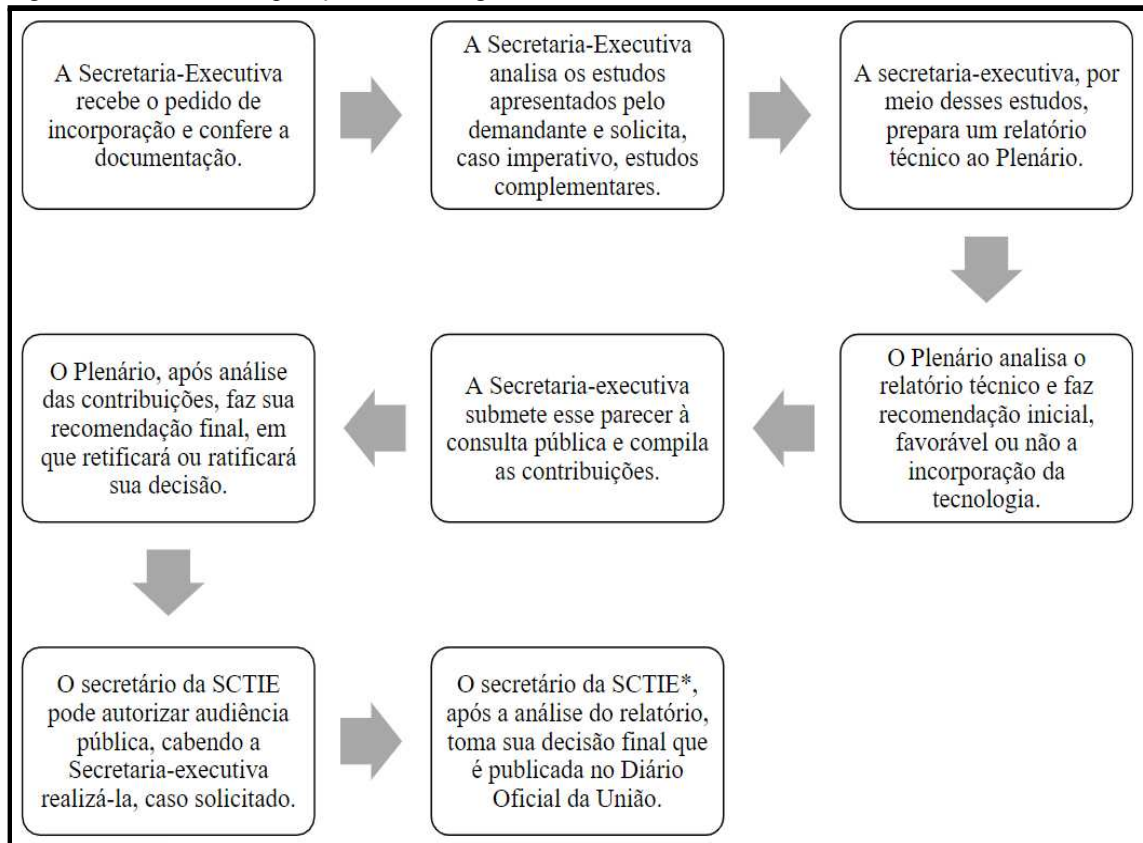 A Secretaria-Executiva
recebe o pedido de
incorporação e confere a
documentação.
A Secretaria-Executiva
analisa os estudos
apresentados pelo
demandante e solicita,
caso imperativo, estudos
complementares.
A secretaria-executiva, por
meio desses estudos,
prepara um relatório
técnico ao Plenário.
O Plenário analisa o
relatório técnico e faz
recomendação inicial,
favorável ou não a
incorporação da
tecnologia.
A Secretaria-executiva
submete esse parecer à
consulta pública e compila
as contribuições.
O Plenário, após análise
das contribuições, faz sua
recomendação final, em
que retificará ou ratificará
sua decisão.
O secretário da SCTIE
pode autorizar audiência
pública, cabendo a
Secretaria-executiva
realizá-la, caso solicitado.
O secretário da SCTIE*,
após a análise do relatório,
toma sua decisão final que
é publicada no Diário
Oficial da União.